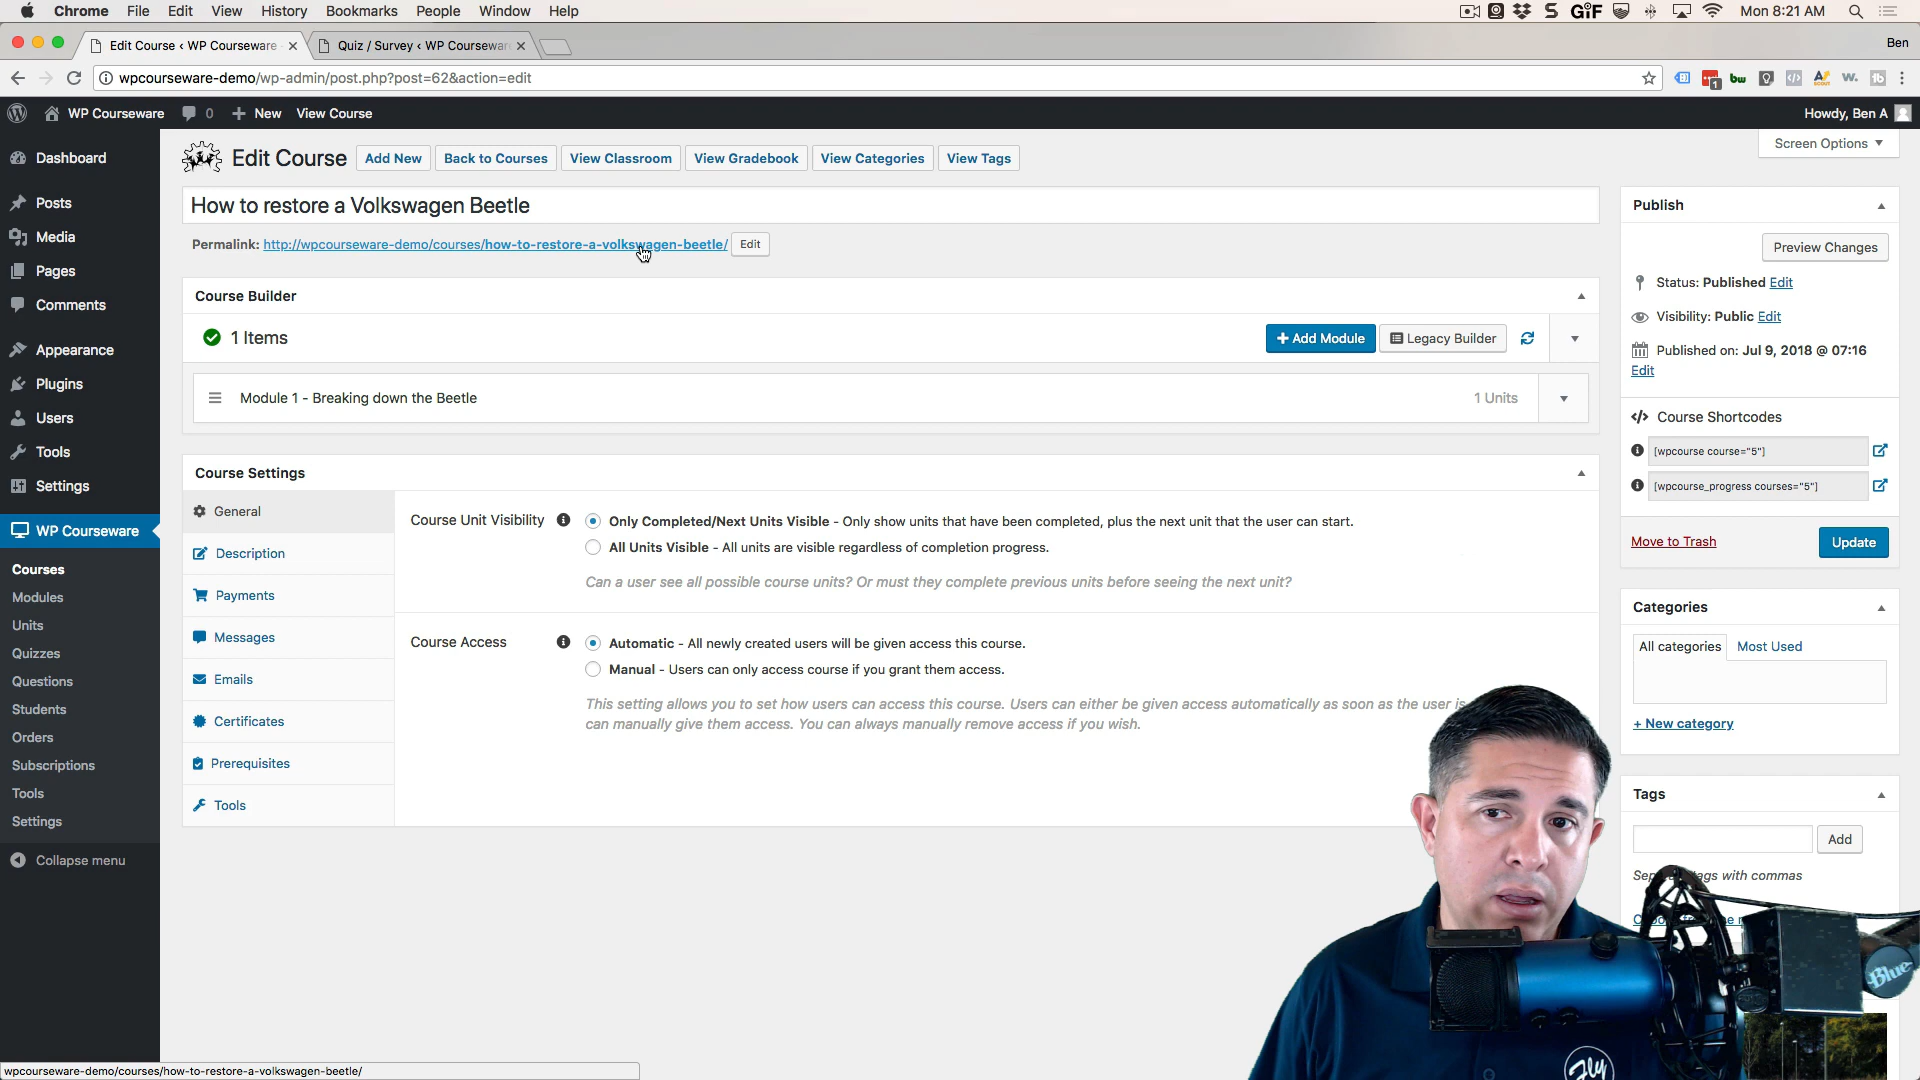 Chrome File Edit View History Bookmarks People Window Help
GIF Mon 8:21 AM
Edit Course ‹ WP Courseware
Quiz / Survey ‹ WP Coursewar
Ben
wpcourseware-demo/wp-admin/post.php?post=62&action=edit
WP Courseware 0 New View Course
Howdy, Ben A
Screen Options
Dashboard
Posts
Media
Pages
Comments
Appearance
Plugins
Users
Tools
Settings
WP Courseware
Courses
Modules
Units
Quizzes
Questions
Students
Orders
Subscriptions
Tools
Settings
Collapse menu
Edit Course Add New Back to Courses View Classroom View Gradebook View Categories View Tags
How to restore a Volkswagen Beetle
Permalink: http://wpcourseware-demo/courses/how-to-restore-a-volkswagen-beetle/ Edit
Course Builder
1 Items + Add Module Legacy Builder
Module 1 - Breaking down the Beetle 1 Units
Course Settings
General
Description
Payments
Messages
Emails
Certificates
Prerequisites
Tools
Course Unit Visibility
Only Completed/Next Units Visible - Only show units that have been completed, plus the next unit that the user can start.
All Units Visible - All units are visible regardless of completion progress.
Can a user see all possible course units? Or must they complete previous units before seeing the next unit?
Course Access
Automatic - All newly created users will be given access this course.
Manual - Users can only access course if you grant them access.
This setting allows you to set how users can access this course. Users can either be given access automatically as soon as the user is
can manually give them access. You can always manually remove access if you wish.
Publish
Preview Changes
Status: Published Edit
Visibility: Public Edit
Published on: Jul 9, 2018 @ 07:16
Edit
Course Shortcodes
[wpcourse course="5"]
[wpcourse_progress courses="5"]
Move to Trash Update
Categories
All categories Most Used
+ New category
Tags
Add
tags with commas
Blue
Fly
wpcourseware-demo/courses/how-to-restore-a-volkswagen-beetle/